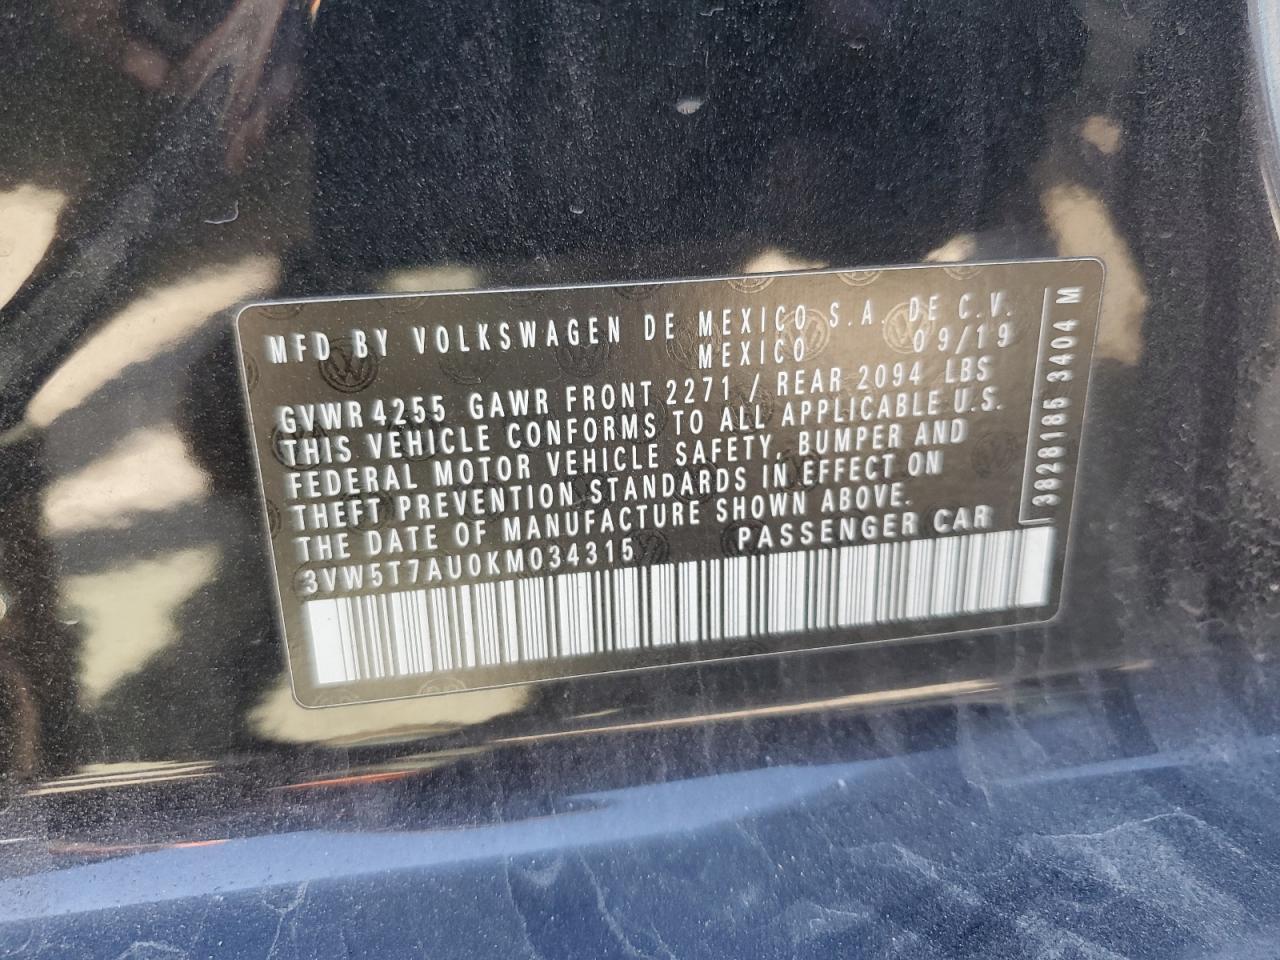 MFD BY VOLKSWAGEN DE MEXICO S.A. DE C.V.
MEXICO 09/19
GVWR 4255 GAWR FRONT 2271 / REAR 2094 LBS
THIS VEHICLE CONFORMS TO ALL APPLICABLE U.S.
FEDERAL MOTOR VEHICLE SAFETY, BUMPER AND
THEFT PREVENTION STANDARDS IN EFFECT ON
THE DATE OF MANUFACTURE SHOWN ABOVE.
3VW5T7AU0KM034315 PASSENGER CAR
3828185 3404 M